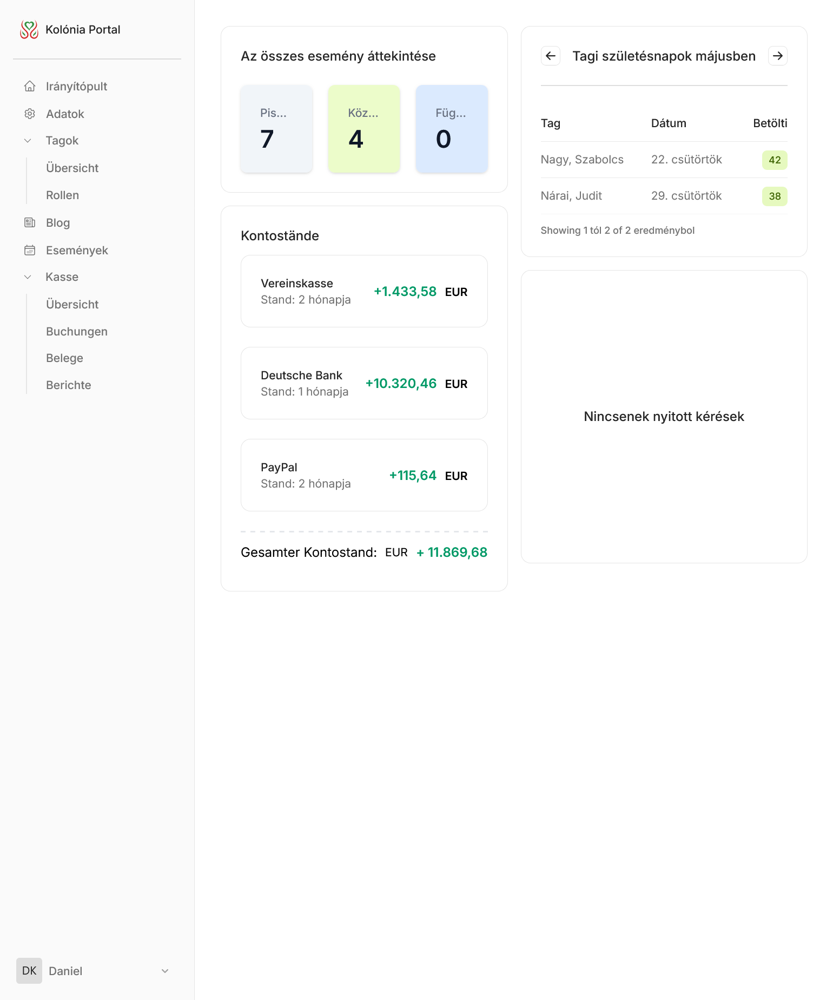 Kolónia Portal
Irányítópult
Adatok
Tagok
Übersicht
Rollen
Blog
Események
Kasse
Übersicht
Buchungen
Belege
Berichte
DK Daniel
Az összes esemény áttekintése
Pis... Köz... Füg...
7 4 0
Kontostände
Vereinskasse
Stand: 2 hónapja
+1.433,58 EUR
Deutsche Bank
Stand: 1 hónapja
+10.320,46 EUR
PayPal
Stand: 2 hónapja
+115,64 EUR
Gesamter Kontostand: EUR + 11.869,68
Tagi születésnapok májusben
Tag Dátum Betölti
Nagy, Szabolcs 22. csütörtök 42
Nárai, Judit 29. csütörtök 38
Showing 1 tól 2 of 2 eredménybol
Nincsenek nyitott kérések